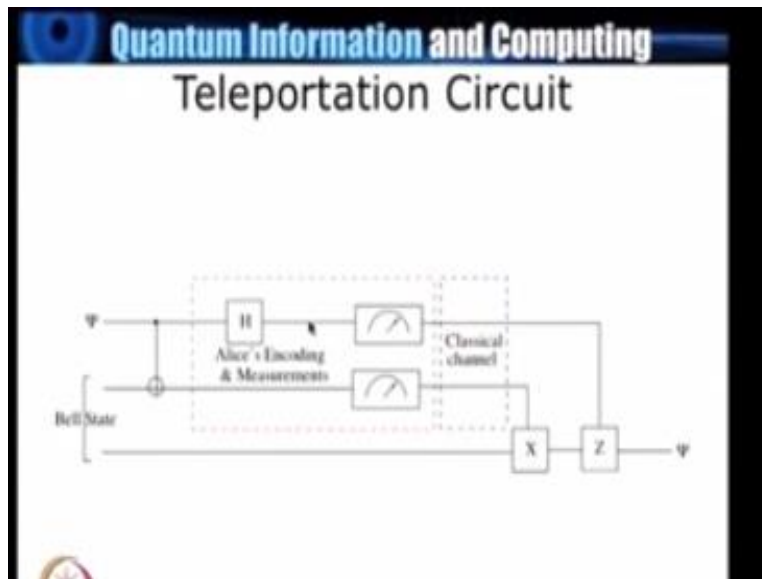 Quantum Information and Computing
Teleportation Circuit
Ψ
H
Alice's Encoding
& Measurements
Classical
channel
Bell State
X
Z
Ψ